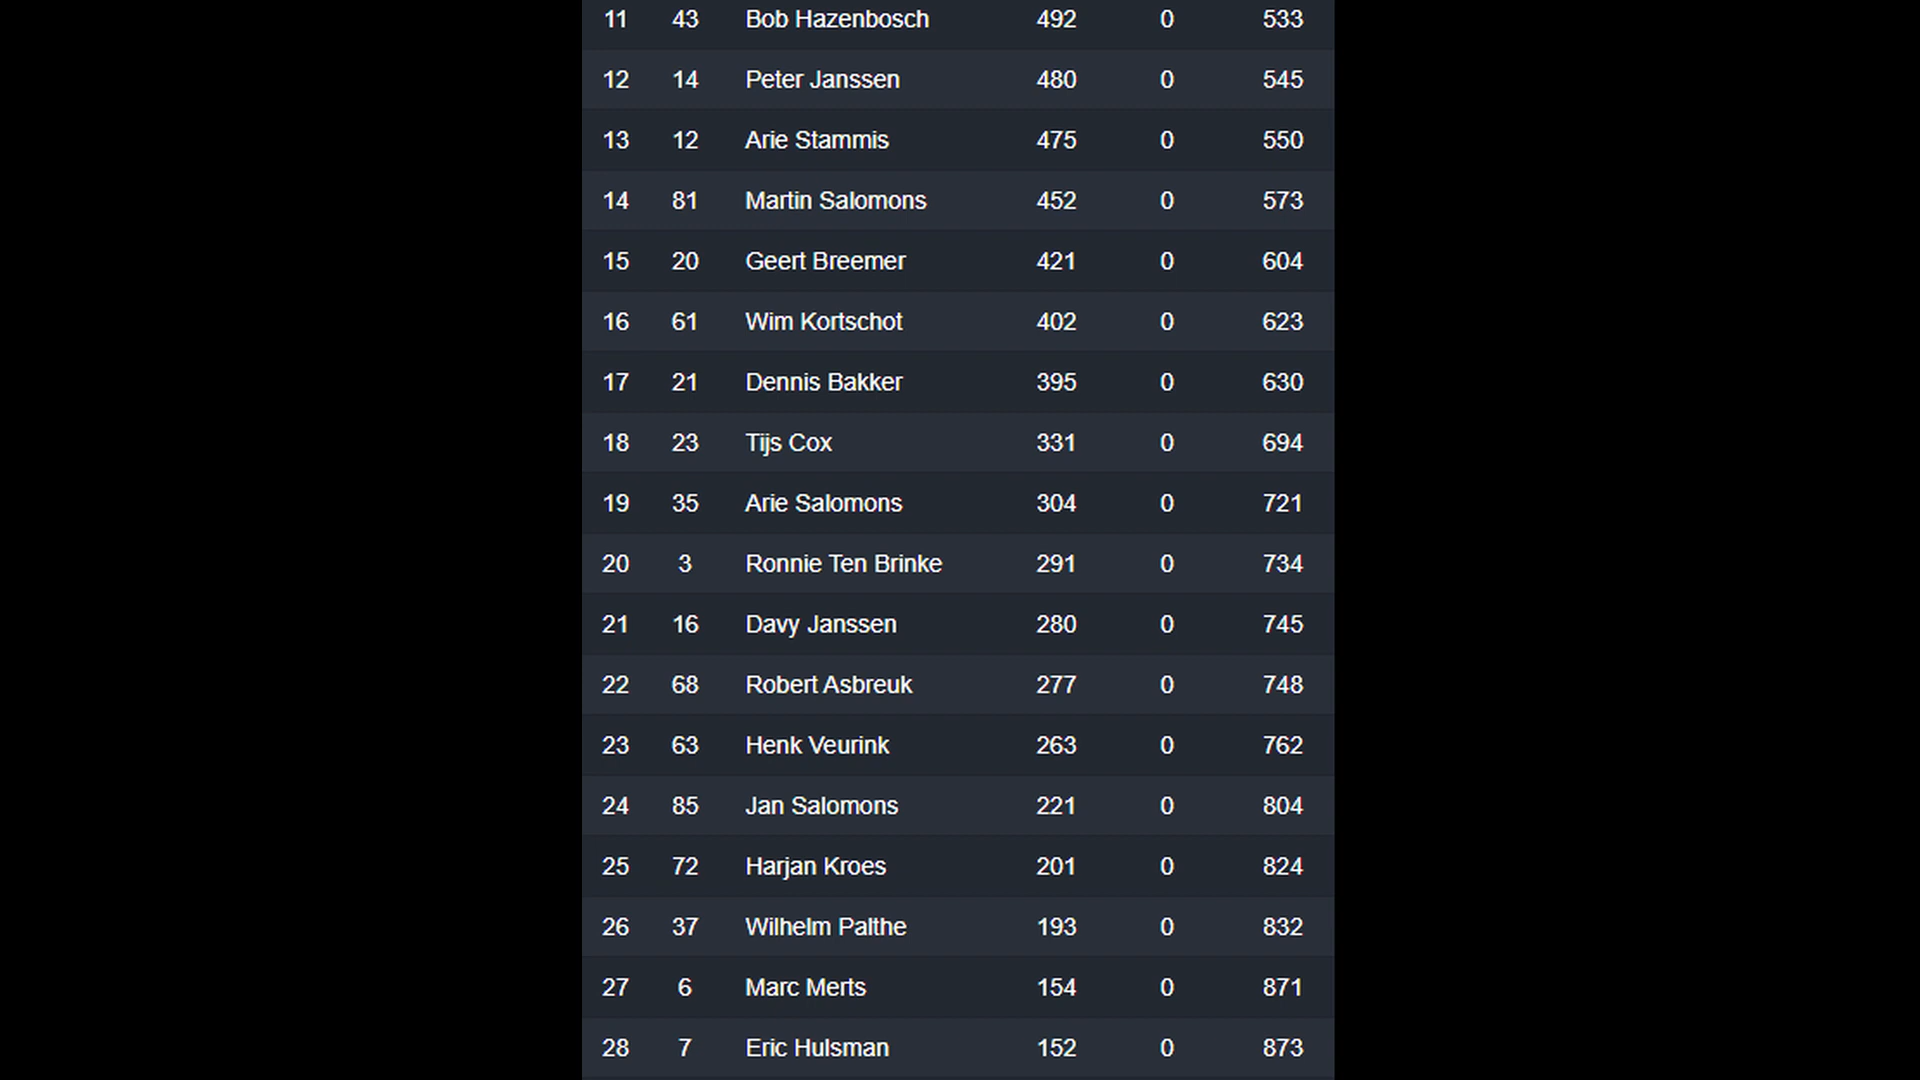 11 43 Bob Hazenbosch 492 0 533
12 14 Peter Janssen 480 0 545
13 12 Arie Stammis 475 0 550
14 81 Martin Salomons 452 0 573
15 20 Geert Breemer 421 0 604
16 61 Wim Kortschot 402 0 623
17 21 Dennis Bakker 395 0 630
18 23 Tijs Cox 331 0 694
19 35 Arie Salomons 304 0 721
20 3 Ronnie Ten Brinke 291 0 734
21 16 Davy Janssen 280 0 745
22 68 Robert Asbreuk 277 0 748
23 63 Henk Veurink 263 0 762
24 85 Jan Salomons 221 0 804
25 72 Harjan Kroes 201 0 824
26 37 Wilhelm Palthe 193 0 832
27 6 Marc Merts 154 0 871
28 7 Eric Hulsman 152 0 873